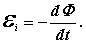 𝓔ᵢ = − dΦ/dt .